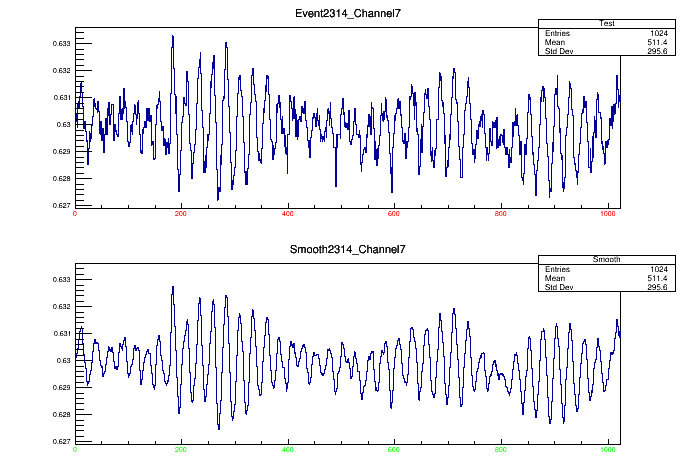 Event2314_Channel7
Test
Entries 1024
Mean 511.4
Std Dev 295.6
0.633
0.632
0.631
0.63
0.629
0.628
0.627
0 200 400 600 800 1000
Smooth2314_Channel7
Smooth
Entries 1024
Mean 511.4
Std Dev 295.6
0.633
0.632
0.631
0.63
0.629
0.628
0.627
0 200 400 600 800 1000